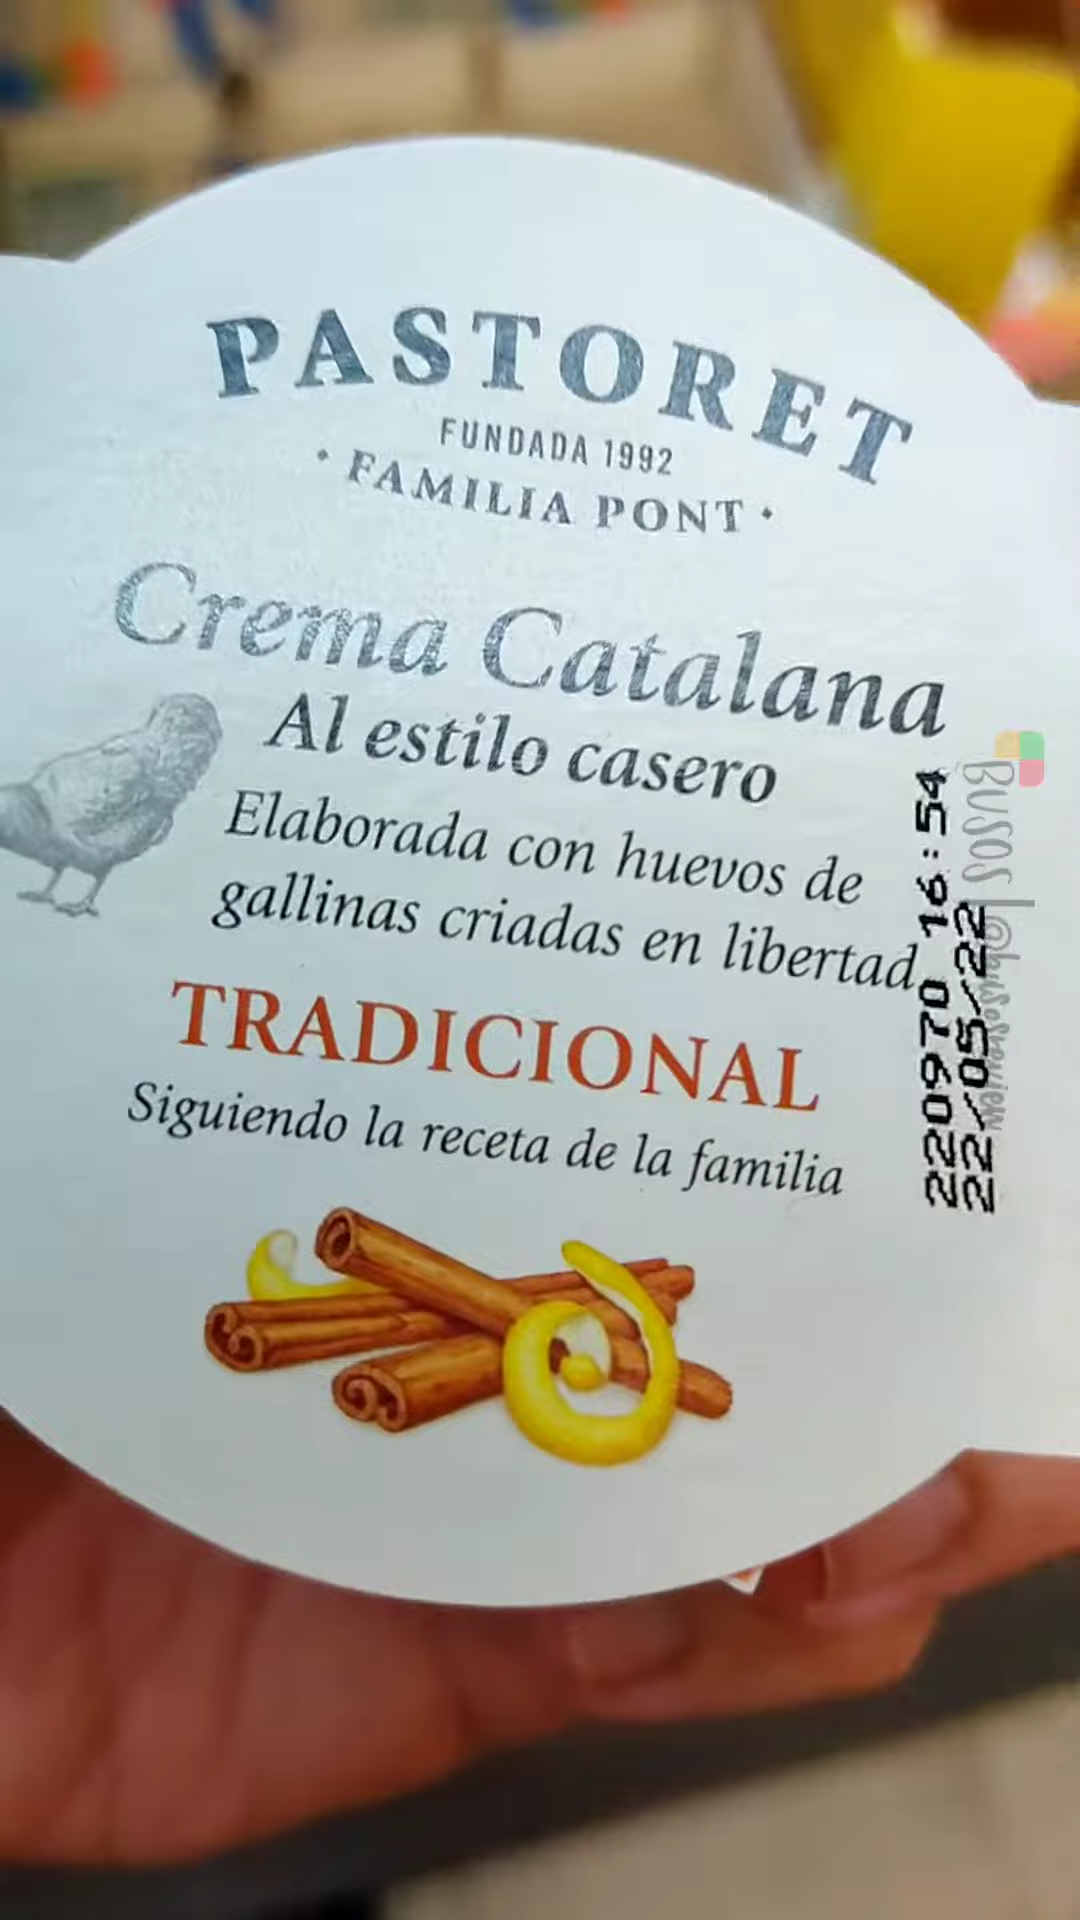 PASTORET
FUNDADA 1992
· FAMILIA PONT ·
Crema Catalana
Al estilo casero
Elaborada con huevos de
gallinas criadas en libertad
TRADICIONAL
Siguiendo la receta de la familia
220970 16:54
22/05/22
BUSOS
@busosreview